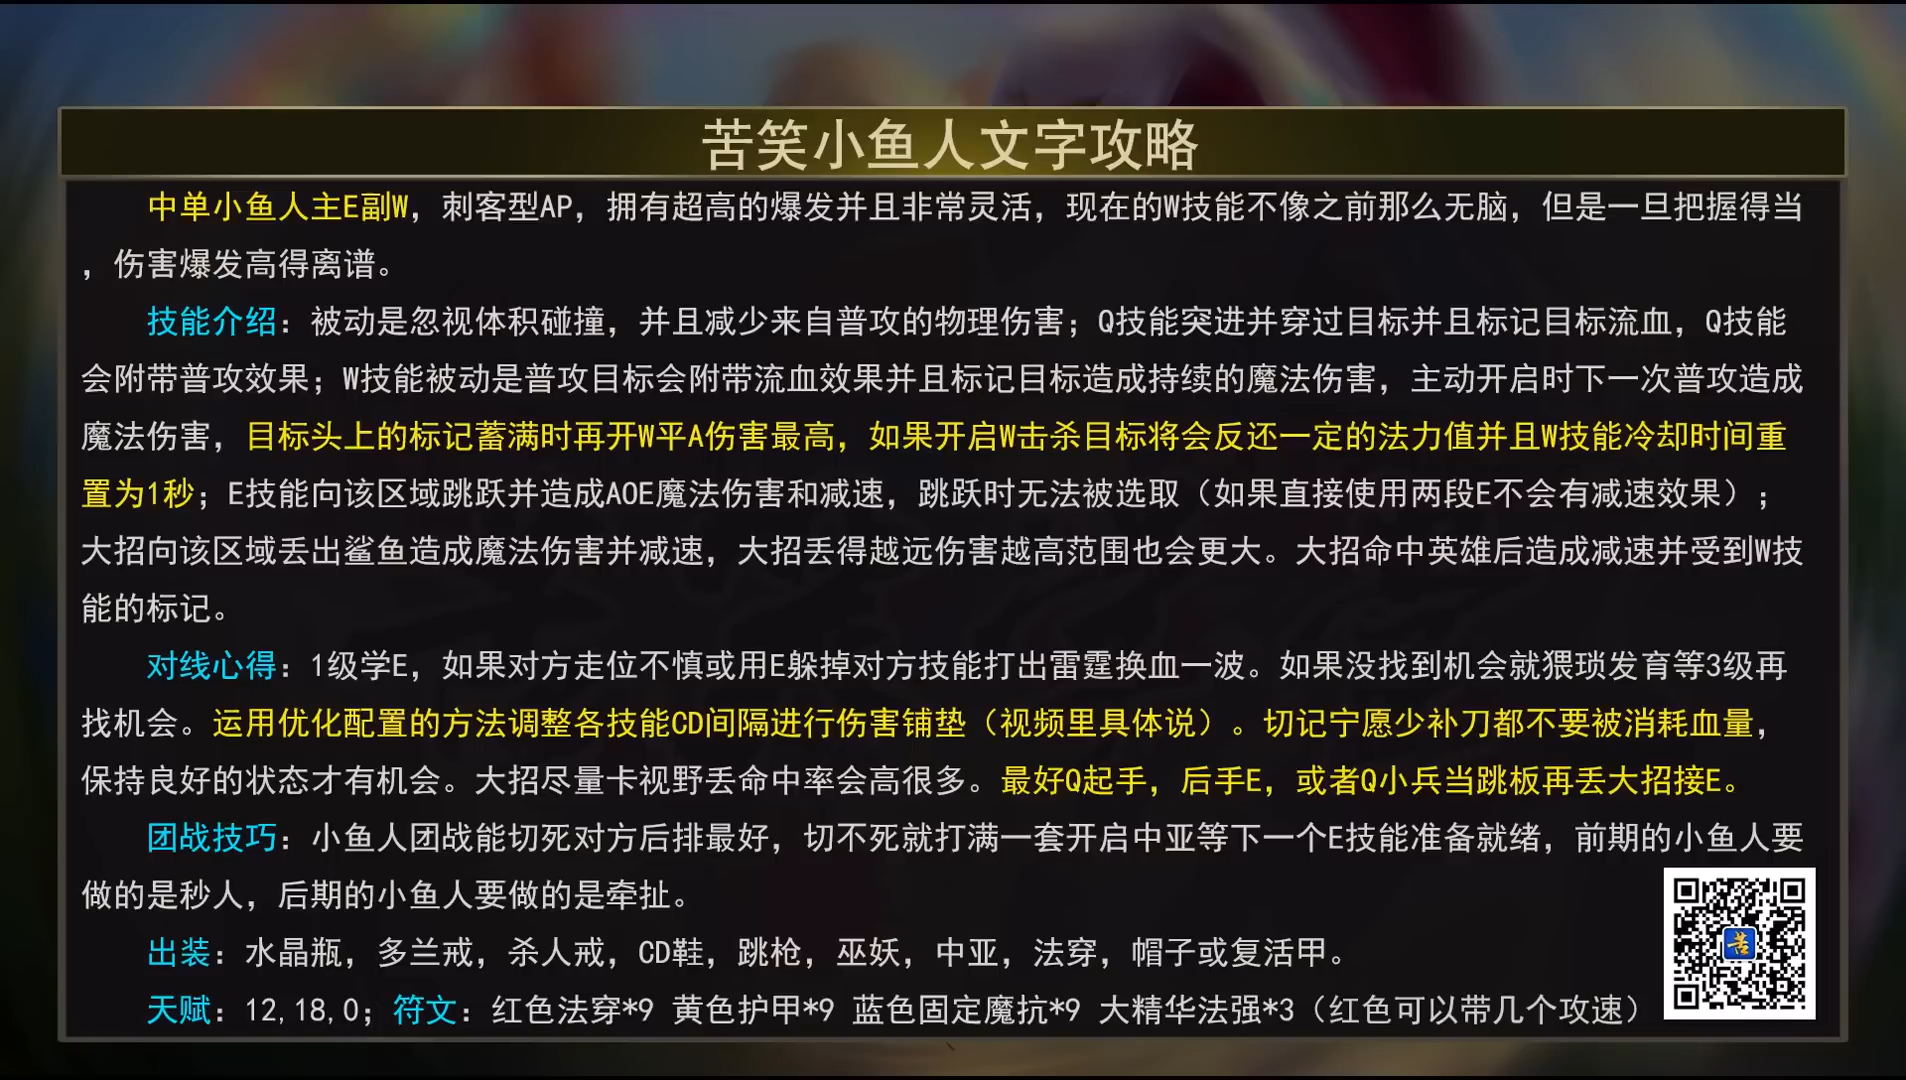 苦笑小鱼人文字攻略
中单小鱼人主E副W，刺客型AP，拥有超高的爆发并且非常灵活，现在的W技能不像之前那么无脑，但是一旦把握得当
，伤害爆发高得离谱。
技能介绍：被动是忽视体积碰撞，并且减少来自普攻的物理伤害；Q技能突进并穿过目标并且标记目标流血，Q技能
会附带普攻效果；W技能被动是普攻目标会附带流血效果并且标记目标造成持续的魔法伤害，主动开启时下一次普攻造成
魔法伤害，目标头上的标记蓄满时再开W平A伤害最高，如果开启W击杀目标将会反还一定的法力值并且W技能冷却时间重
置为1秒；E技能向该区域跳跃并造成AOE魔法伤害和减速，跳跃时无法被选取（如果直接使用两段E不会有减速效果）；
大招向该区域丢出鲨鱼造成魔法伤害并减速，大招丢得越远伤害越高范围也会更大。大招命中英雄后造成减速并受到W技
能的标记。
对线心得：1级学E，如果对方走位不慎或用E躲掉对方技能打出雷霆换血一波。如果没找到机会就猥琐发育等3级再
找机会。运用优化配置的方法调整各技能CD间隔进行伤害铺垫（视频里具体说）。切记宁愿少补刀都不要被消耗血量，
保持良好的状态才有机会。大招尽量卡视野丢命中率会高很多。最好Q起手，后手E，或者Q小兵当跳板再丢大招接E。
团战技巧：小鱼人团战能切死对方后排最好，切不死就打满一套开启中亚等下一个E技能准备就绪，前期的小鱼人要
做的是秒人，后期的小鱼人要做的是牵扯。
出装：水晶瓶，多兰戒，杀人戒，CD鞋，跳枪，巫妖，中亚，法穿，帽子或复活甲。
天赋：12,18,0；符文：红色法穿*9 黄色护甲*9 蓝色固定魔抗*9 大精华法强*3（红色可以带几个攻速）
苦